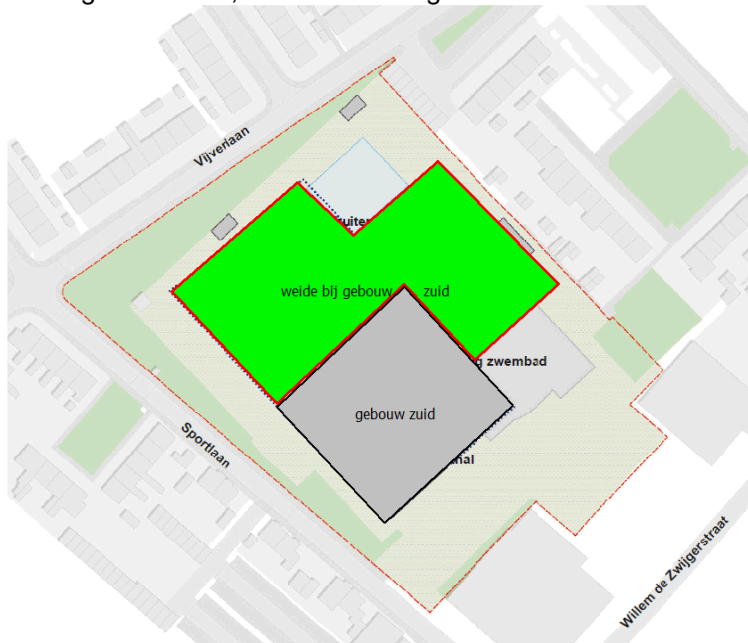 Vijverlaan
weide bij gebouw zuid
g zwembad
gebouw zuid
Sportlaan
Willem de Zwijgerstraat